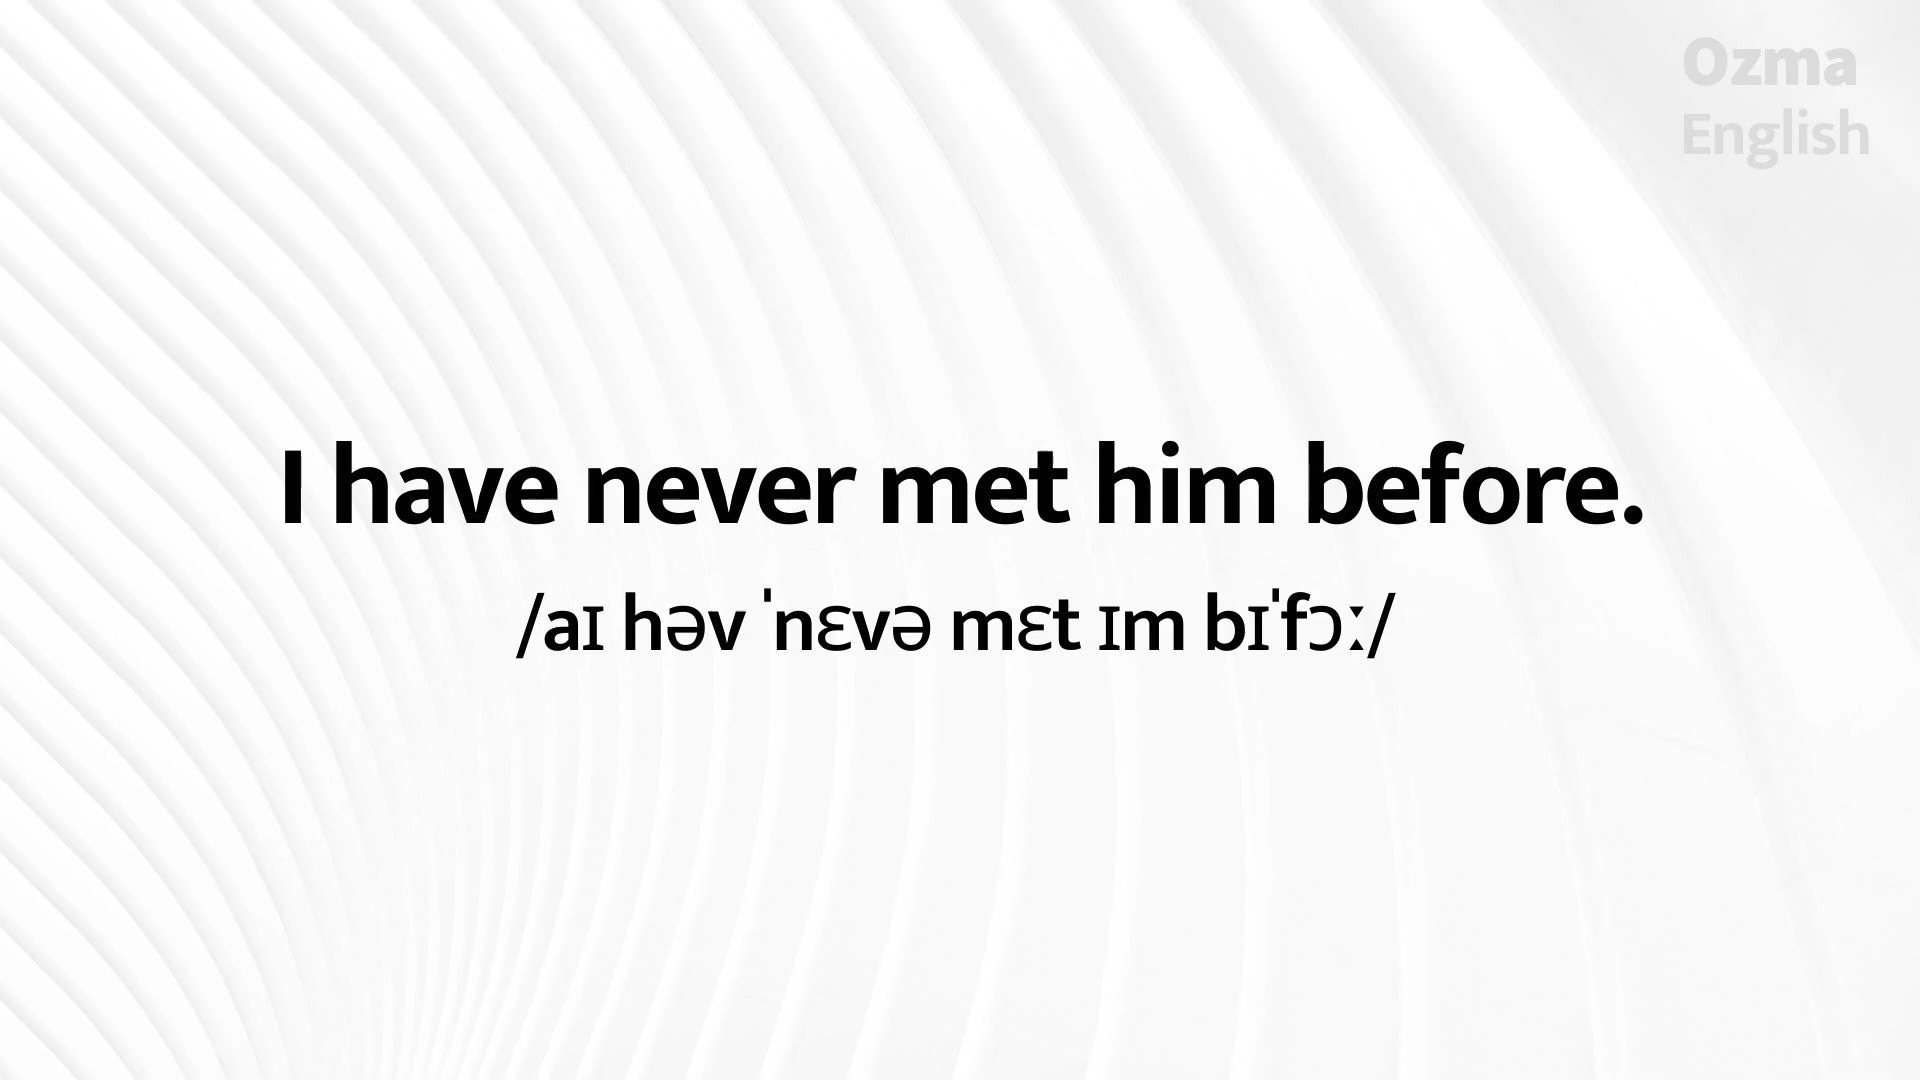 Ozma
English
I have never met him before.
/aɪ həv ˈnɛvə mɛt ɪm bɪˈfɔː/